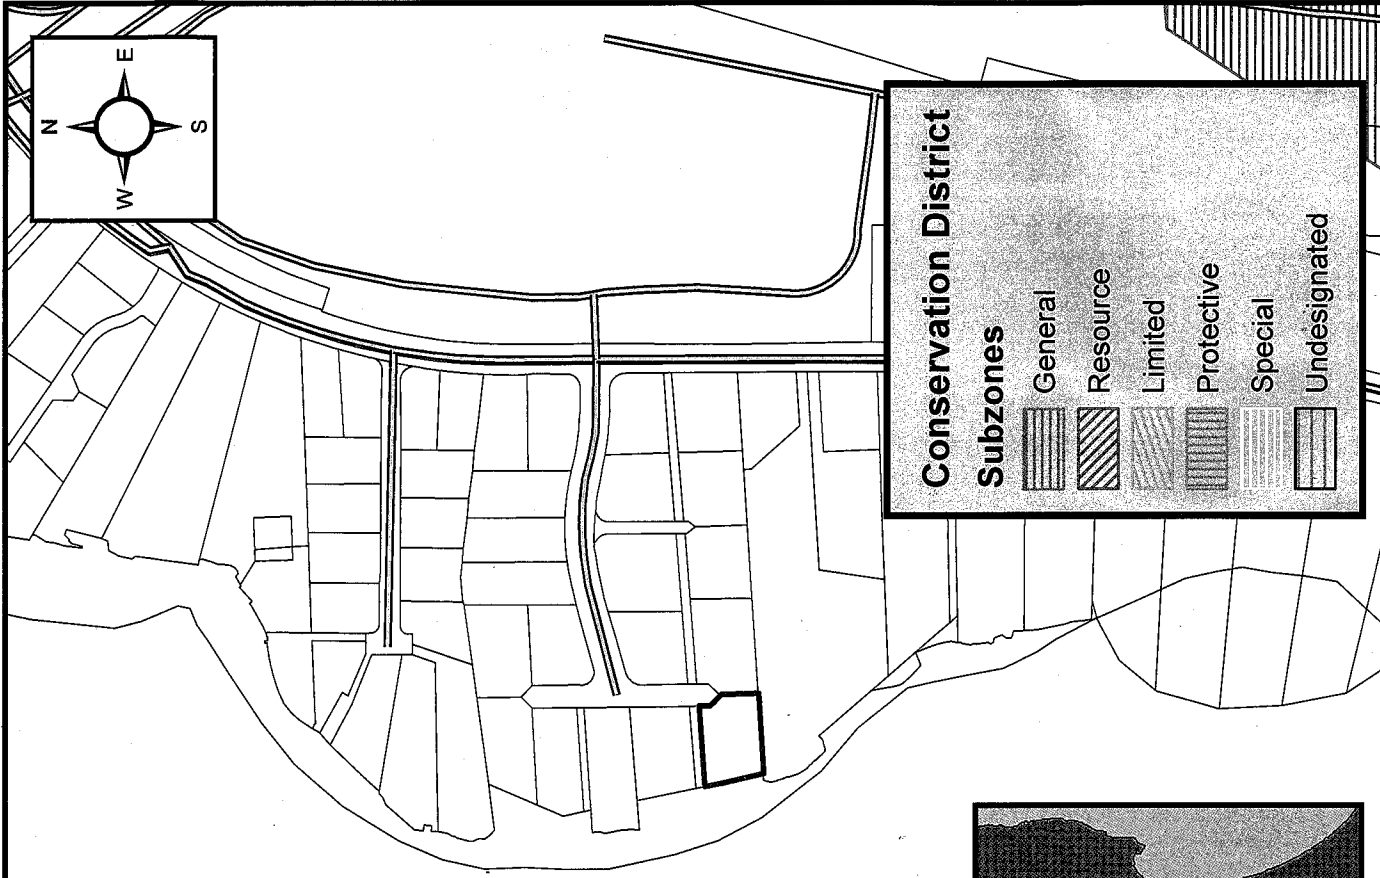 N
W
E
S
Conservation District
Subzones
General
Resource
Limited
Protective
Special
Undesignated